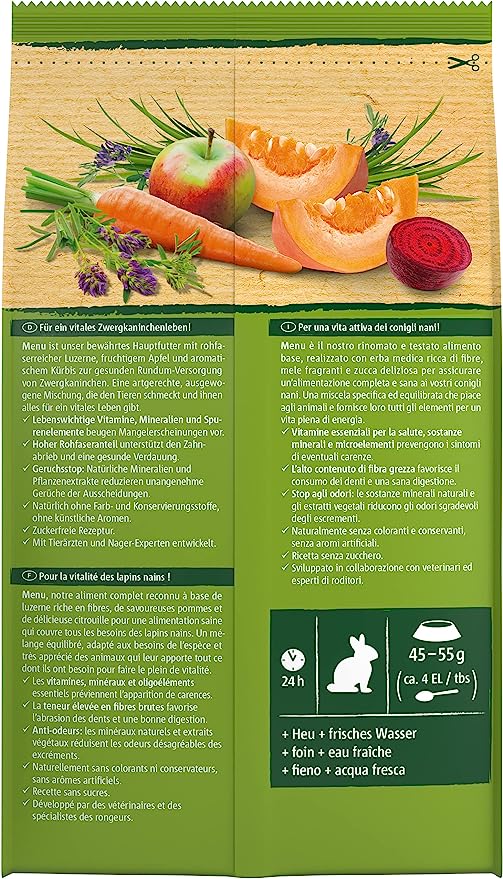 D Für ein vitales Zwergkaninchenleben!
Menu ist unser bewährtes Hauptfutter mit rohfa-
serreicher Luzerne, fruchtigem Apfel und aromati-
schem Kürbis zur gesunden Rundum-Versorgung
von Zwergkaninchen. Eine artgerechte, ausgewo-
gene Mischung, die den Tieren schmeckt und ihnen
alles für ein vitales Leben gibt.
✓ Lebenswichtige Vitamine, Mineralien und Spu-
renelemente beugen Mangelerscheinungen vor.
✓ Hoher Rohfaseranteil unterstützt den Zahn-
abrieb und eine gesunde Verdauung.
✓ Geruchsstop: Natürliche Mineralien und
Pflanzenextrakte reduzieren unangenehme
Gerüche der Ausscheidungen.
✓ Natürlich ohne Farb- und Konservierungsstoffe,
ohne künstliche Aromen.
✓ Zuckerfreie Rezeptur.
✓ Mit Tierärzten und Nager-Experten entwickelt.
F Pour la vitalité des lapins nains !
Menu, notre aliment complet reconnu à base de
luzerne riche en fibres, de savoureuses pommes et
de délicieuse citrouille pour une alimentation saine
qui couvre tous les besoins des lapins nains. Un mé-
lange équilibré, adapté aux besoins de l'espèce et
très apprécié des animaux qui leur apporte tout ce
dont ils ont besoin pour faire le plein de vitalité.
✓ Les vitamines, minéraux et oligoéléments
essentiels préviennent l'apparition de carences.
✓ La teneur élevée en fibres brutes favorise
l'abrasion des dents et une bonne digestion.
✓ Anti-odeurs: les minéraux naturels et extraits
végétaux réduisent les odeurs désagréables des
excréments.
✓ Naturellement sans colorants ni conservateurs,
sans arômes artificiels.
✓ Recette sans sucres.
✓ Développé par des vétérinaires et des
spécialistes des rongeurs.
I Per una vita attiva dei conigli nani!
Menu è il nostro rinomato e testato alimento
base, realizzato con erba medica ricca di fibre,
mele fragranti e zucca deliziosa per assicurare
un'alimentazione completa e sana ai vostri conigli
nani. Una miscela specifica ed equilibrata che piace
agli animali e fornisce loro tutti gli elementi per un
vita piena di energia.
✓ Vitamine essenziali per la salute, sostanze
minerali e microelementi prevengono i sintomi
di eventuali carenze.
✓ L'alto contenuto di fibra grezza favorisce il
consumo dei denti e una sana digestione.
✓ Stop agli odori: le sostanze minerali naturali e
gli estratti vegetali riducono gli odori sgradevoli
degli escrementi.
✓ Naturalmente senza coloranti e conservanti,
senza aromi artificiali.
✓ Ricetta senza zucchero.
✓ Sviluppato in collaborazione con veterinari ed
esperti di roditori.
24 h
45–55 g
(ca. 4 EL / tbs)
+ Heu + frisches Wasser
+ foin + eau fraîche
+ fieno + acqua fresca